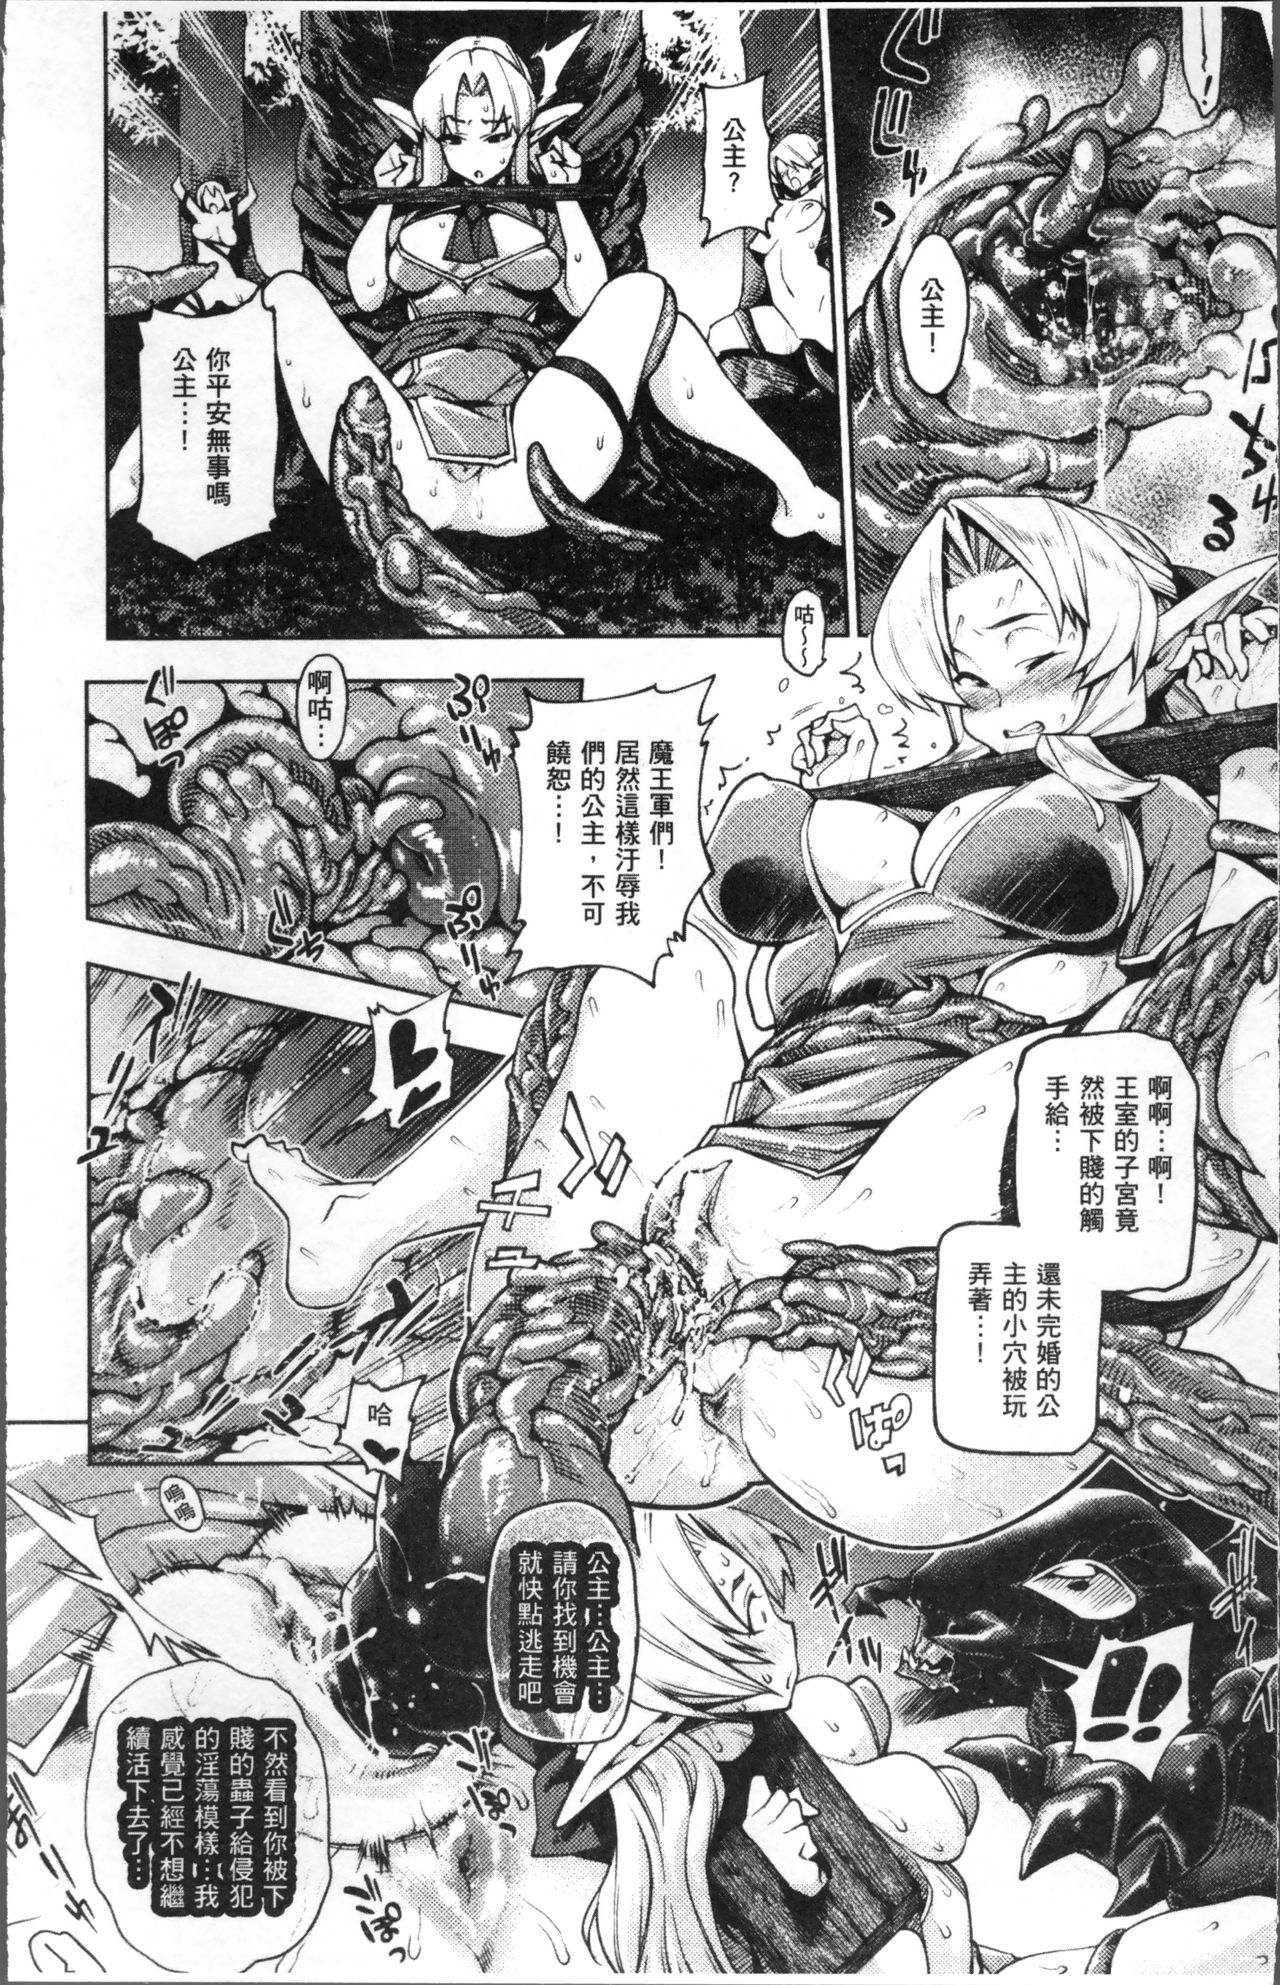 公主！
公主？
你平安無事嗎
公主…！
咕～～
魔王軍們！
居然這樣汙辱我
們的公主，不可
饒恕…！
啊咕…
啊啊…啊！
王室的子宮竟
然被下賤的觸
手給…
還未完婚的公
主的小穴被玩
弄著…！
哈
嗚嗚
公主…公主…
請你找到機會
就快點逃走吧
不然看到你被下
賤的蟲子給侵犯
的淫蕩模樣…我
感覺已經不想繼
續活下去了…